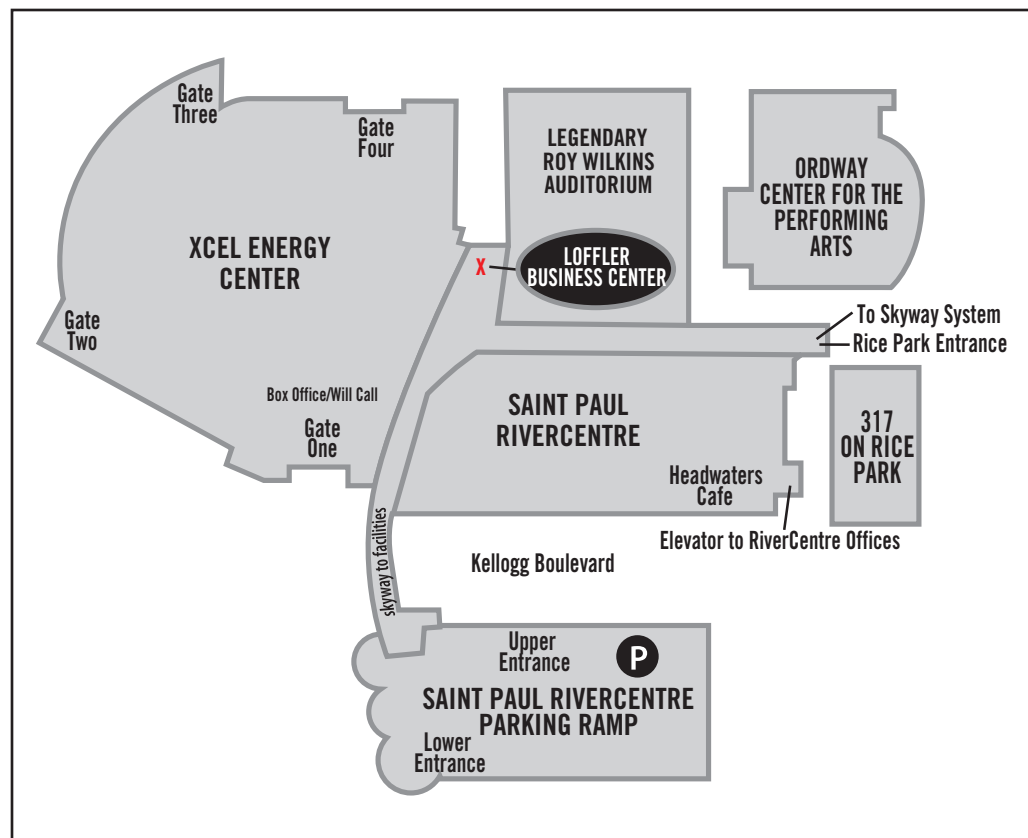 Gate
Three
Gate
Four
LEGENDARY
ROY WILKINS
AUDITORIUM
ORDWAY
CENTER FOR THE
PERFORMING
ARTS
XCEL ENERGY
CENTER
X
LOFFLER
BUSINESS CENTER
Gate
Two
To Skyway System
Rice Park Entrance
Box Office/Will Call
Gate
One
SAINT PAUL
RIVERCENTRE
317
ON RICE
PARK
Headwaters
Cafe
Elevator to RiverCentre Offices
skyway to facilities
Kellogg Boulevard
Upper
Entrance
P
SAINT PAUL RIVERCENTRE
PARKING RAMP
Lower
Entrance